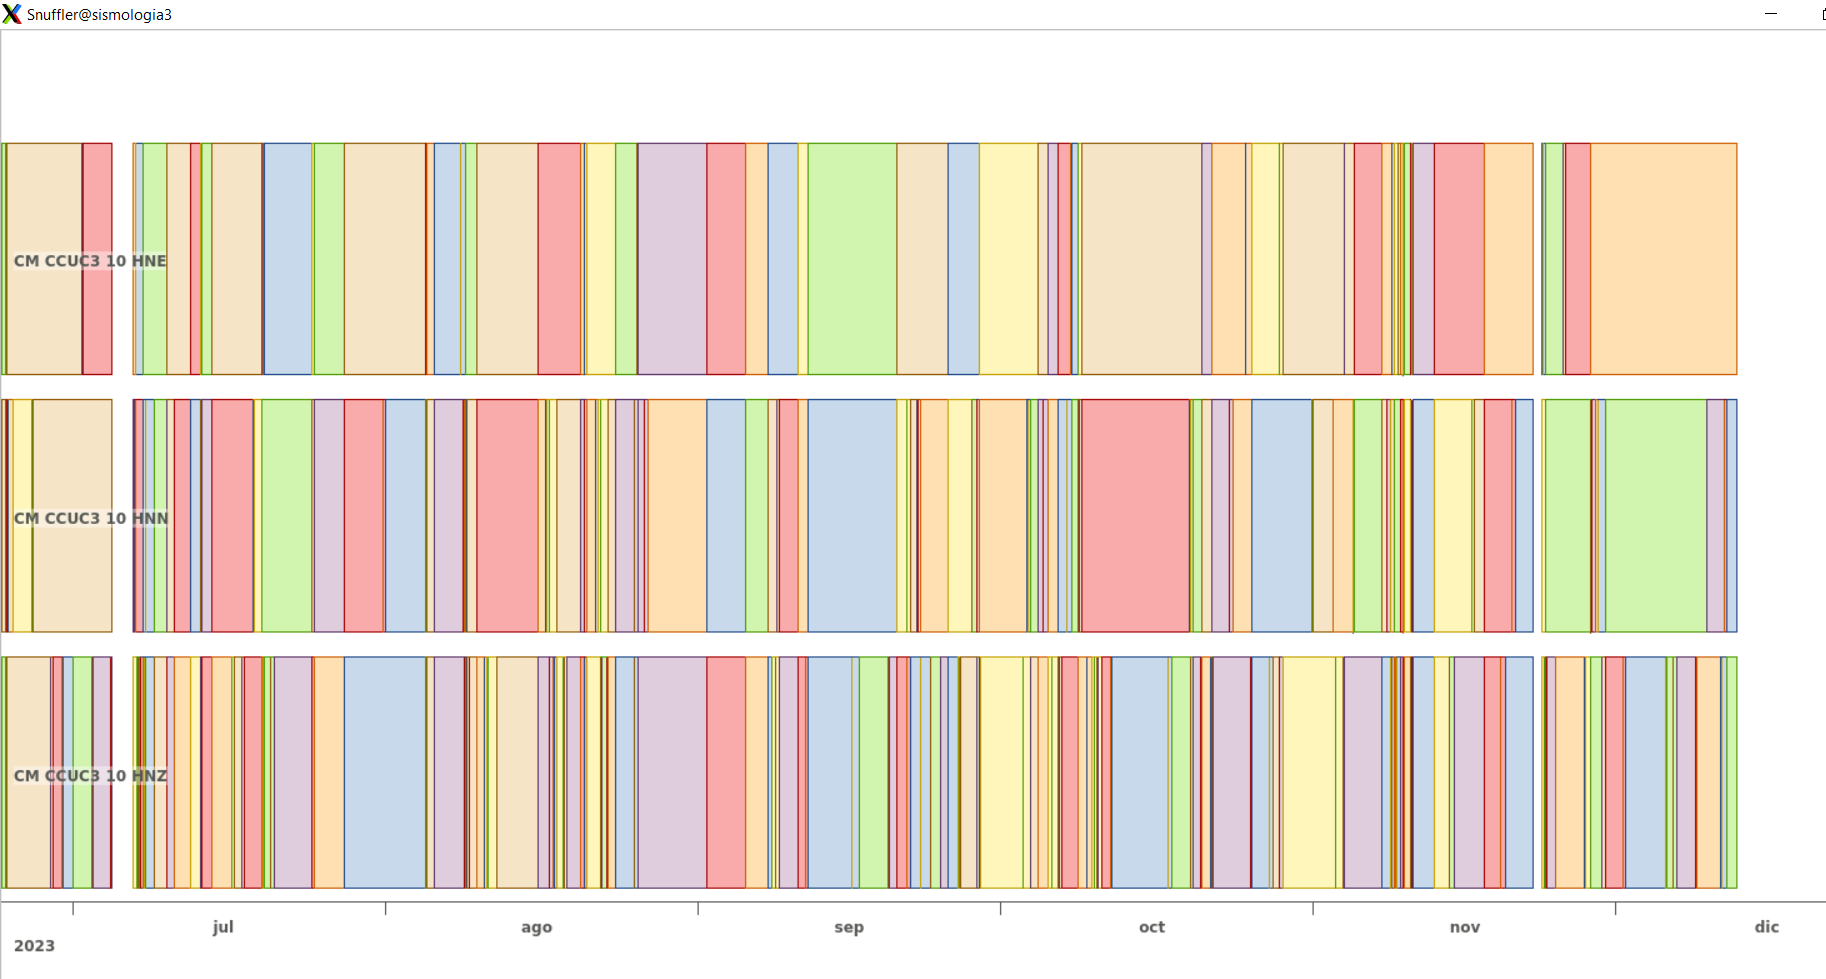 Snuffler@sismologia3
CM CCUC3 10 HNE
CM CCUC3 10 HNN
CM CCUC3 10 HNZ
jul ago sep oct nov dic
2023